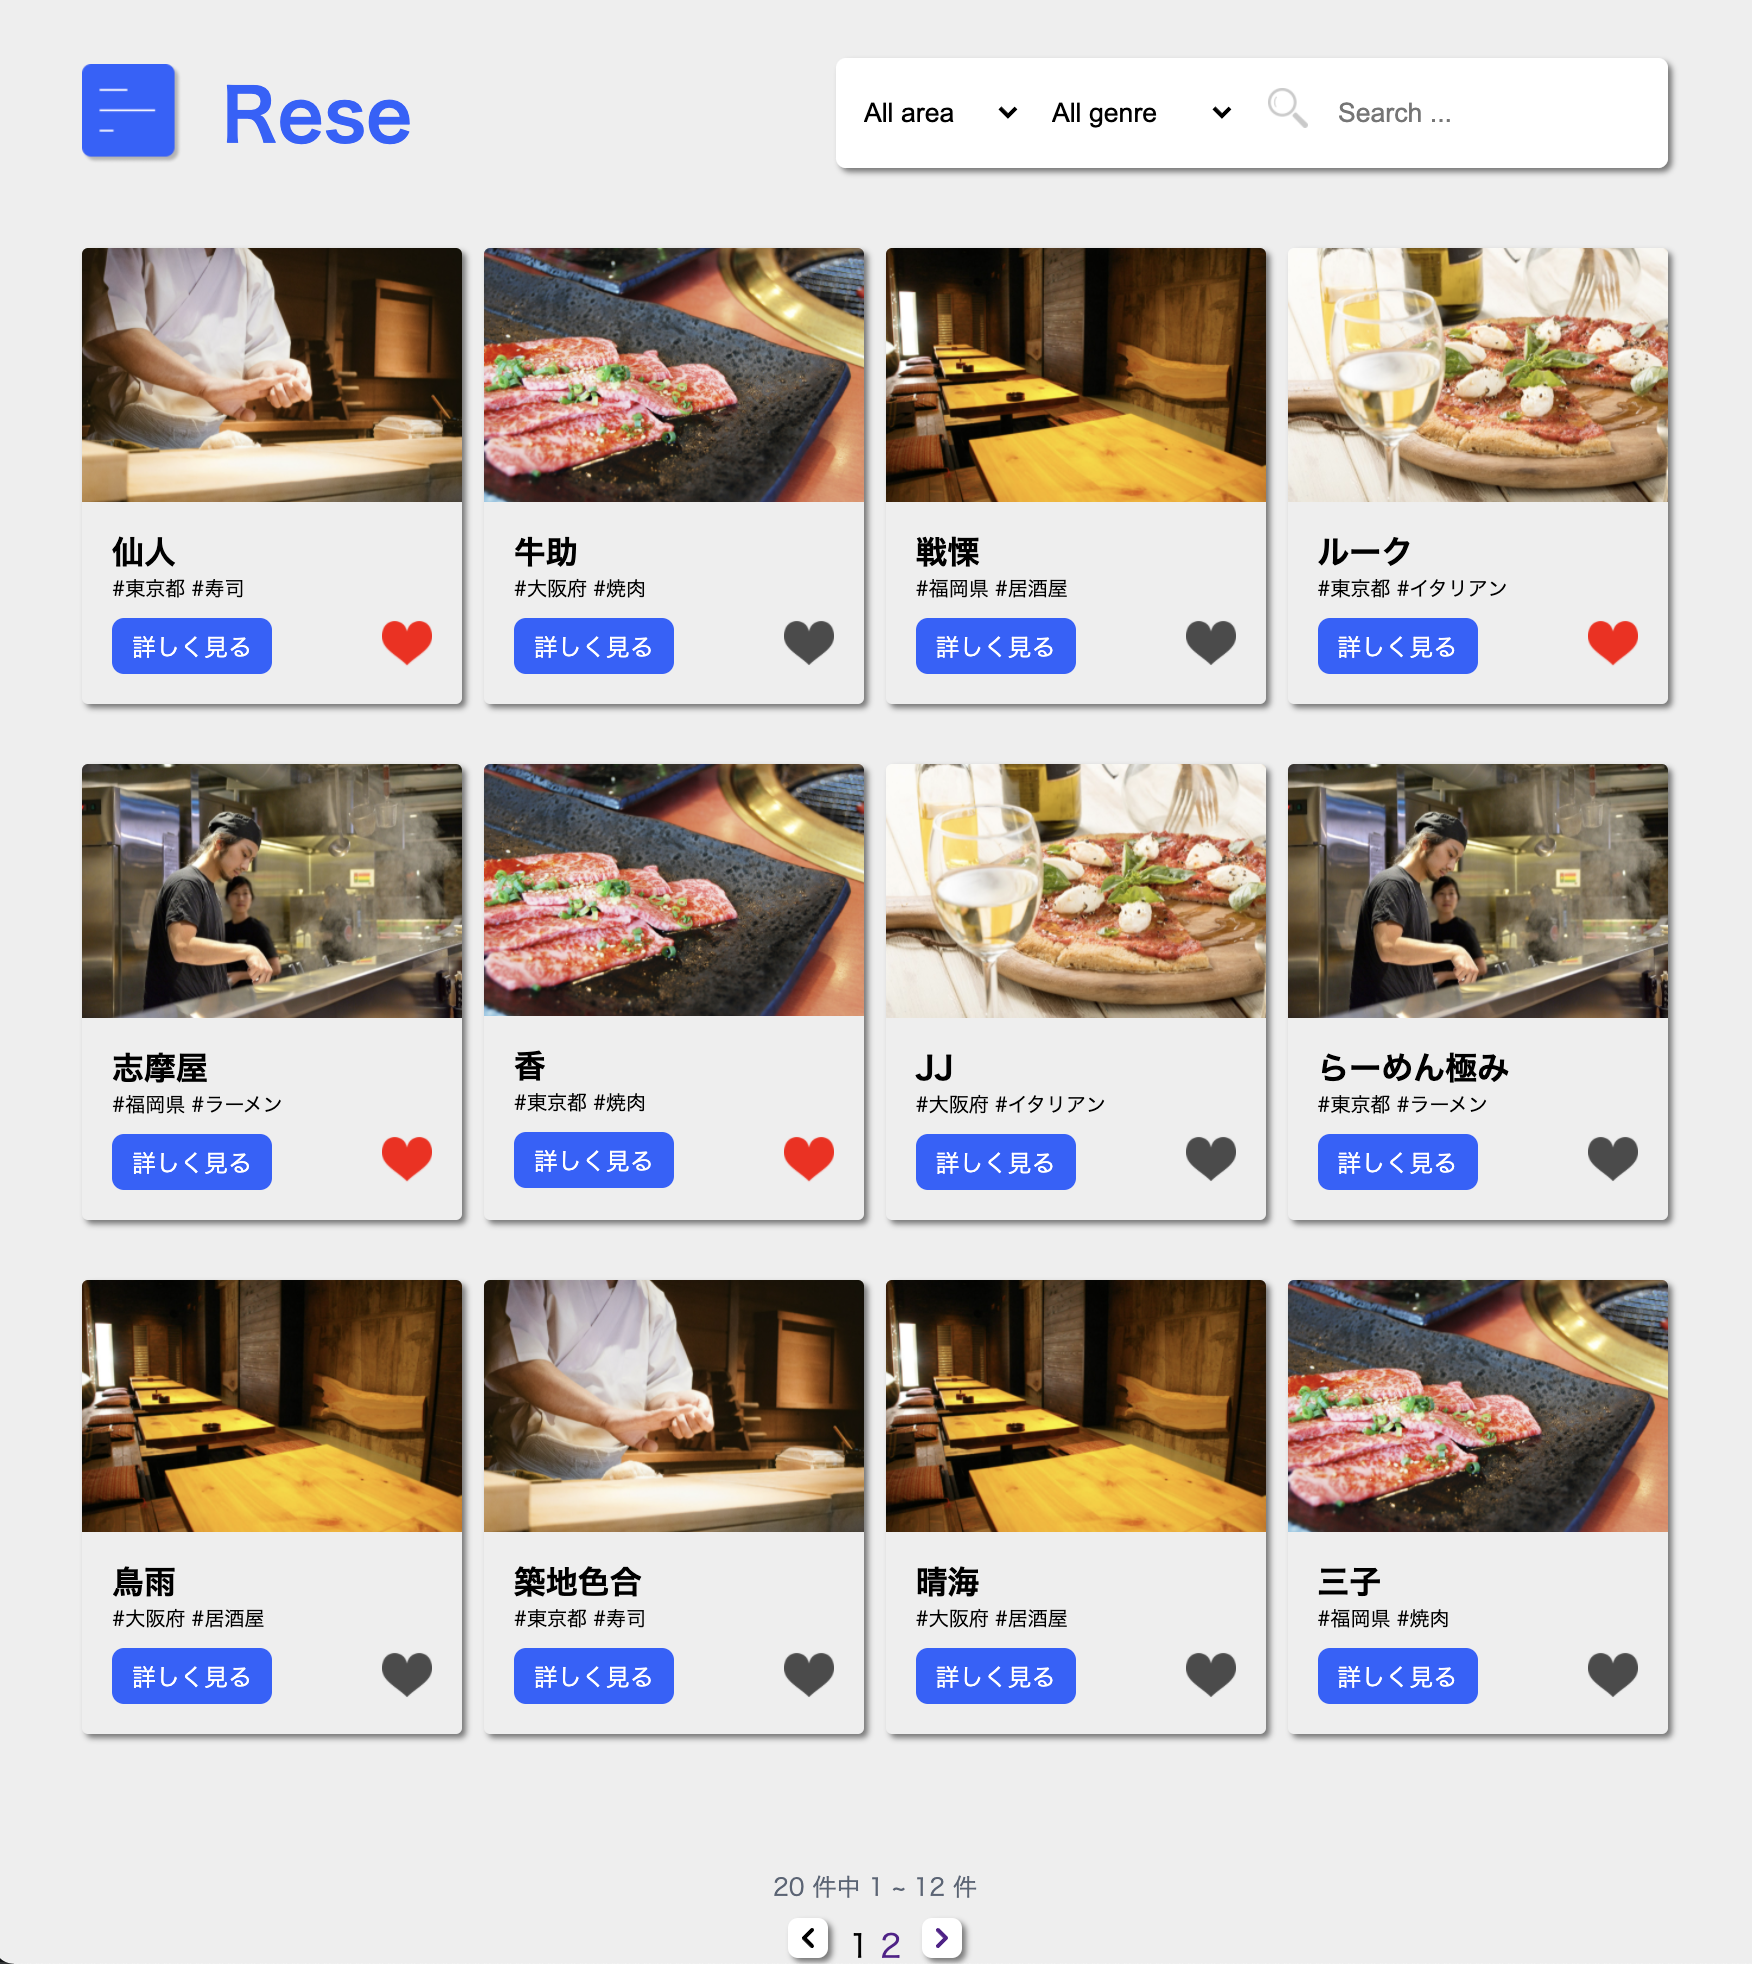 Rese
All area
All genre
Search ...
仙人
#東京都 #寿司
詳しく見る
牛助
#大阪府 #焼肉
詳しく見る
戦慄
#福岡県 #居酒屋
詳しく見る
ルーク
#東京都 #イタリアン
詳しく見る
志摩屋
#福岡県 #ラーメン
詳しく見る
香
#東京都 #焼肉
詳しく見る
JJ
#大阪府 #イタリアン
詳しく見る
らーめん極み
#東京都 #ラーメン
詳しく見る
鳥雨
#大阪府 #居酒屋
詳しく見る
築地色合
#東京都 #寿司
詳しく見る
晴海
#大阪府 #居酒屋
詳しく見る
三子
#福岡県 #焼肉
詳しく見る
20 件中 1 ~ 12 件
1 2